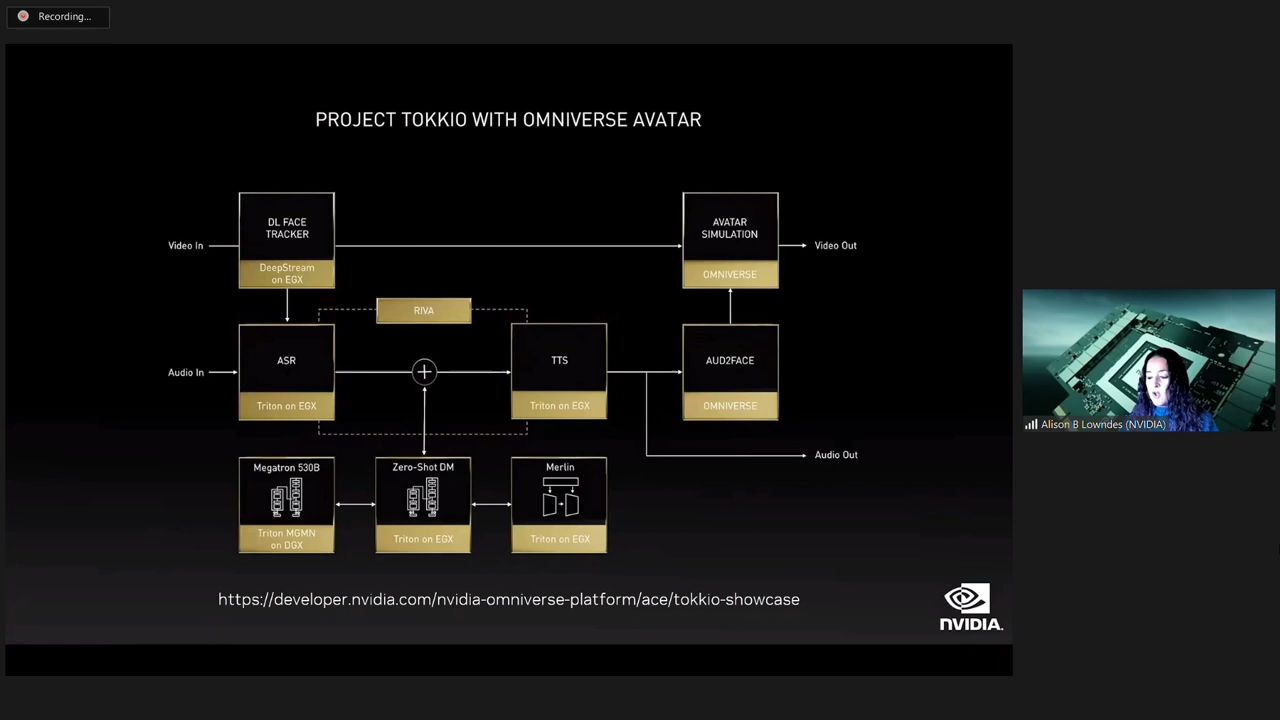 Recording...
PROJECT TOKKIO WITH OMNIVERSE AVATAR
DL FACE
TRACKER
AVATAR
SIMULATION
Video In
Video Out
DeepStream
on EGX
OMNIVERSE
RIVA
ASR
TTS
AUD2FACE
Audio In
Triton on EGX
Triton on EGX
OMNIVERSE
Alison B Lowndes (NVIDIA)
Audio Out
Megatron 530B
Zero-Shot DM
Merlin
Triton MGMN
on DGX
Triton on EGX
Triton on EGX
https://developer.nvidia.com/nvidia-omniverse-platform/ace/tokkio-showcase
NVIDIA.